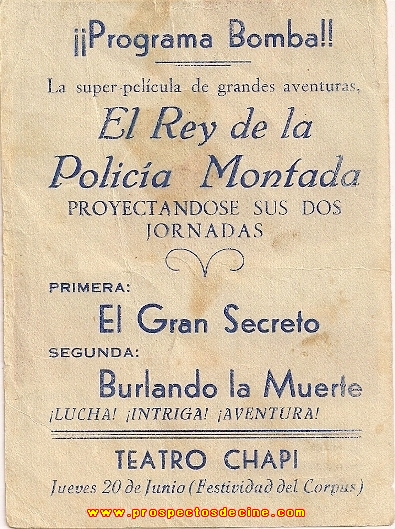 ¡¡Programa Bomba!!
La super-película de grandes aventuras,
El Rey de la
Policía Montada
PROYECTANDOSE SUS DOS
JORNADAS
PRIMERA:
El Gran Secreto
SEGUNDA:
Burlando la Muerte
¡LUCHA! ¡INTRIGA! ¡AVENTURA!
TEATRO CHAPI
Jueves 20 de Junio (Festividad del Corpus)
www.prospectosdecine.com